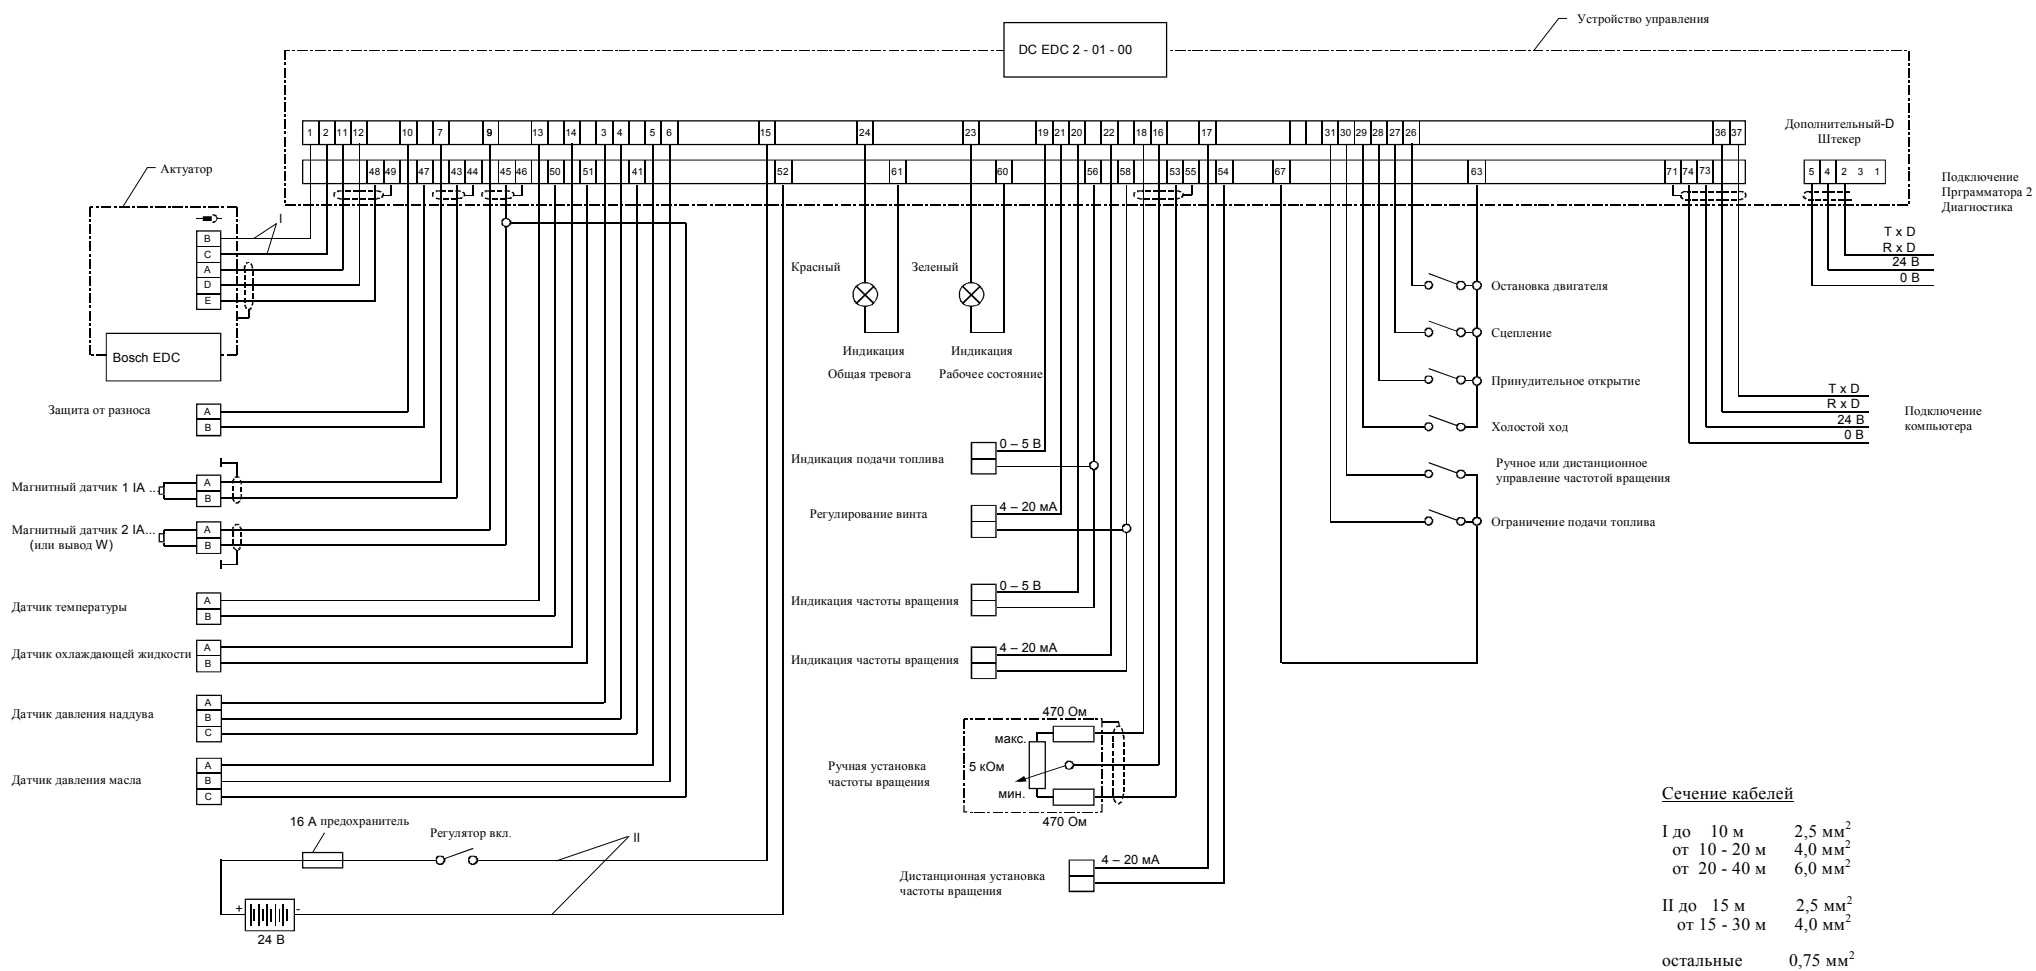 Устройство управления
DC EDC 2 - 01 - 00
1 2 11 12 10 7 9 13 14 3 4 5 6 15 24 23 19 21 20 22 18 16 17 31 30 29 28 27 26 36 37
Дополнительный-D
Штекер
48 49 47 43 44 45 46 50 51 41 52 61 60 56 58 53 55 54 67 63 71 74 73
5 4 2 3 1
Подключение
Пррграмматора 2
Диагностика
T x D
R x D
24 В
0 В
Актуатор
I
B
C
A
D
E
Bosch EDC
Красный
Зеленый
Индикация
Общая тревога
Индикация
Рабочее состояние
Остановка двигателя
Сцепление
Принудительное открытие
Холостой ход
Ручное или дистанционное
управление частотой вращения
Ограничение подачи топлива
T x D
R x D
24 В
0 В
Подключение
компьютера
Защита от разноса
A
B
Магнитный датчик 1 IA ...
A
B
Магнитный датчик 2 IA...
(или вывод W)
A
B
Датчик температуры
A
B
Датчик охлаждающей жидкости
A
B
Датчик давления наддува
A
B
C
Датчик давления масла
A
B
C
Индикация подачи топлива
0 – 5 В
Регулирование винта
4 – 20 мА
Индикация частоты вращения
0 – 5 В
Индикация частоты вращения
4 – 20 мА
470 Ом
макс.
5 кОм
мин.
470 Ом
Ручная установка
частоты вращения
4 – 20 мА
Дистанционная установка
частоты вращения
16 А предохранитель
Регулятор вкл.
II
+ -
24 В
Сечение кабелей
I до 10 м 2,5 мм²
от 10 - 20 м 4,0 мм²
от 20 - 40 м 6,0 мм²
II до 15 м 2,5 мм²
от 15 - 30 м 4,0 мм²
остальные 0,75 мм²